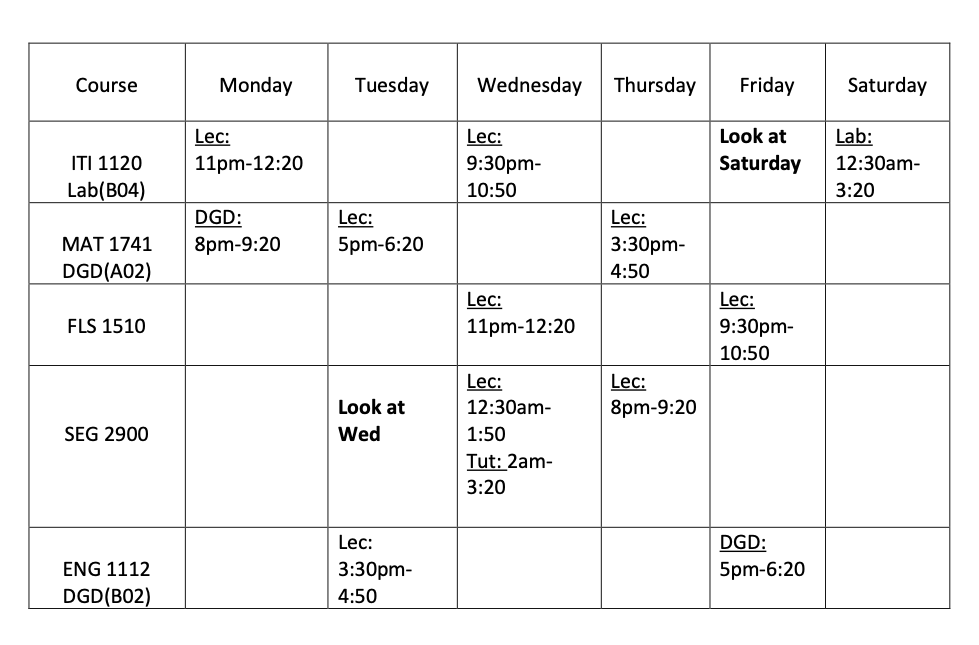 Course Monday Tuesday Wednesday Thursday Friday Saturday
ITI 1120
Lab(B04)
Lec:
11pm-12:20
Lec:
9:30pm-
10:50
Look at
Saturday
Lab:
12:30am-
3:20
MAT 1741
DGD(A02)
DGD:
8pm-9:20
Lec:
5pm-6:20
Lec:
3:30pm-
4:50
FLS 1510
Lec:
11pm-12:20
Lec:
9:30pm-
10:50
SEG 2900
Look at
Wed
Lec:
12:30am-
1:50
Tut: 2am-
3:20
Lec:
8pm-9:20
ENG 1112
DGD(B02)
Lec:
3:30pm-
4:50
DGD:
5pm-6:20